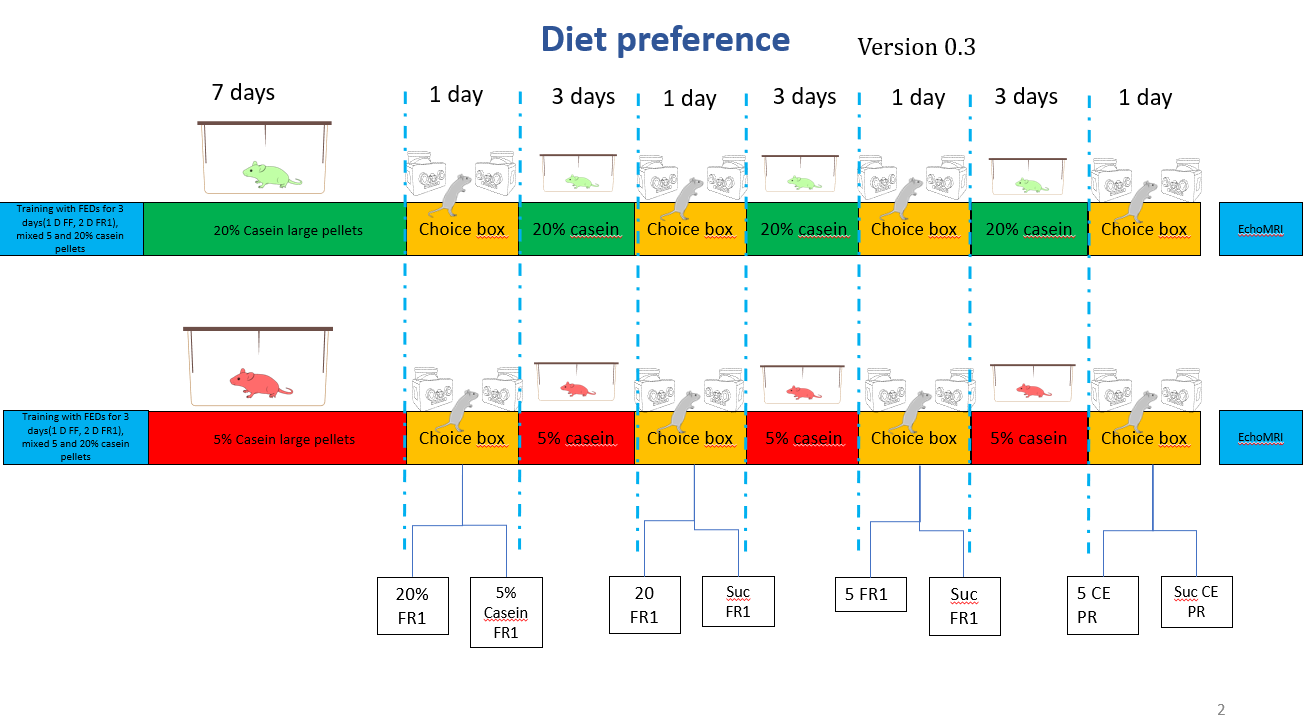 Diet preference
Version 0.3
7 days
1 day
3 days
1 day
3 days
1 day
3 days
1 day
Training with FEDs for 3
days(1 D FF, 2 D FR1),
mixed 5 and 20% casein
pellets
20% Casein large pellets
Choice box
20% casein
Choice box
20% casein
Choice box
20% casein
Choice box
EchoMRI
Training with FEDs for 3
days(1 D FF, 2 D FR1),
mixed 5 and 20% casein
pellets
5% Casein large pellets
Choice box
5% casein
Choice box
5% casein
Choice box
5% casein
Choice box
EchoMRI
20%
FR1
5%
Casein
FR1
20
FR1
Suc
FR1
5 FR1
Suc
FR1
5 CE
PR
Suc CE
PR
2